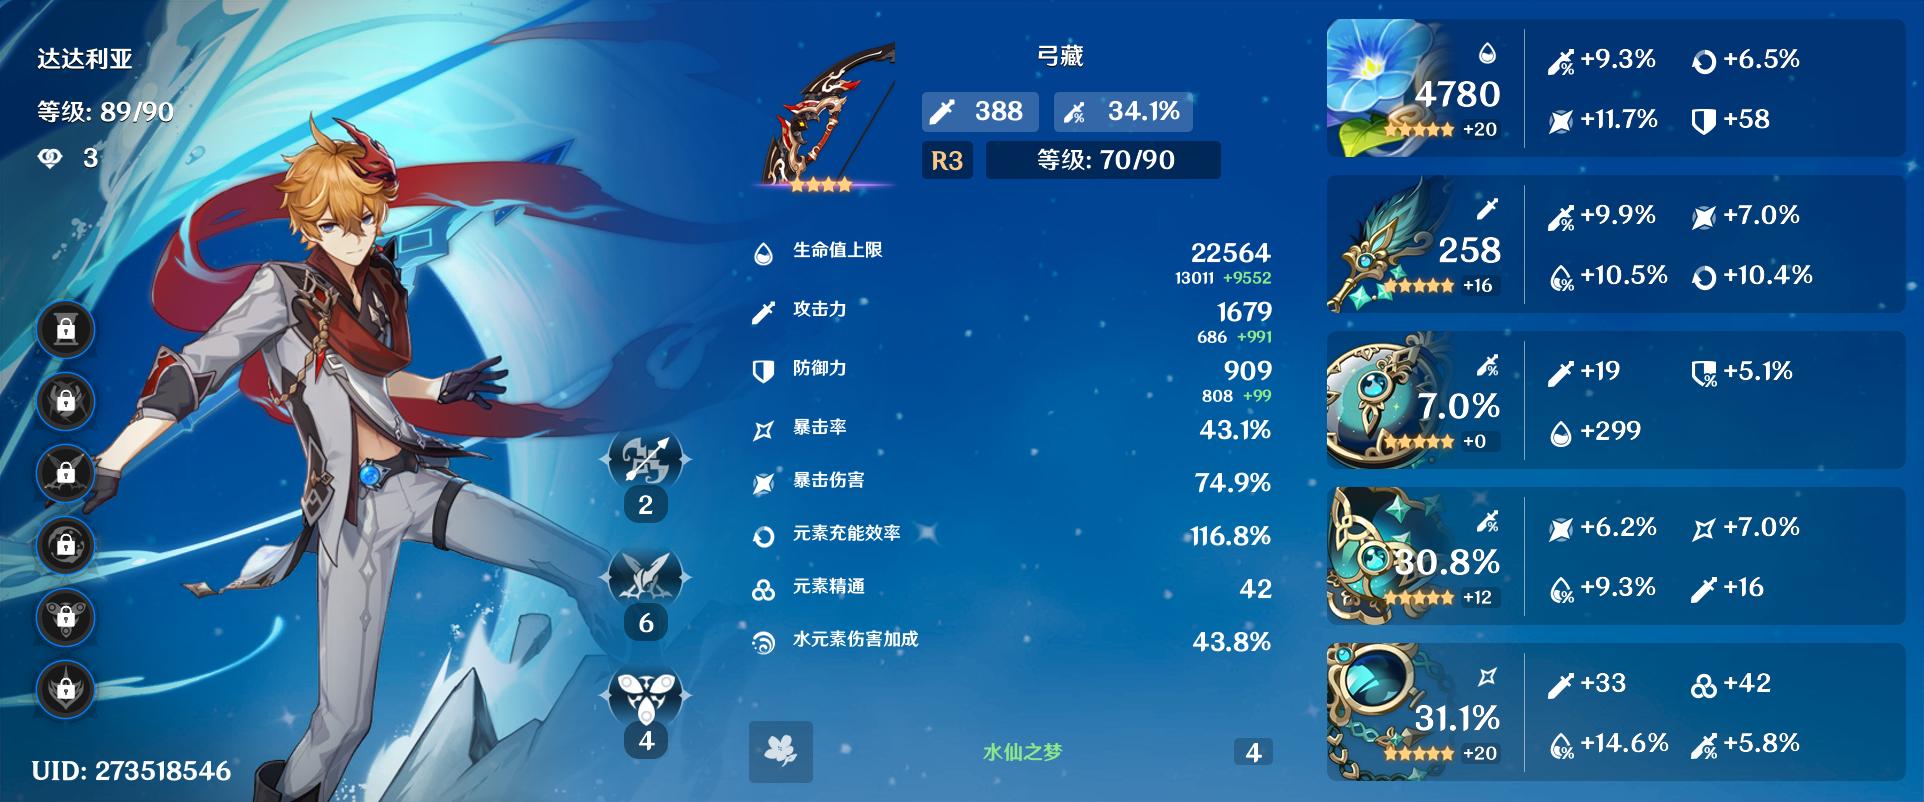 达达利亚
等级: 89/90
3
2
6
4
UID: 273518546
弓藏
388 34.1%
R3 等级: 70/90
生命值上限 22564
13011 +9552
攻击力 1679
686 +991
防御力 909
808 +99
暴击率 43.1%
暴击伤害 74.9%
元素充能效率 116.8%
元素精通 42
水元素伤害加成 43.8%
水仙之梦 4
4780
+20
+9.3% +6.5%
+11.7% +58
258
+16
+9.9% +7.0%
+10.5% +10.4%
7.0%
+0
+19 +5.1%
+299
30.8%
+12
+6.2% +7.0%
+9.3% +16
31.1%
+20
+33 +42
+14.6% +5.8%